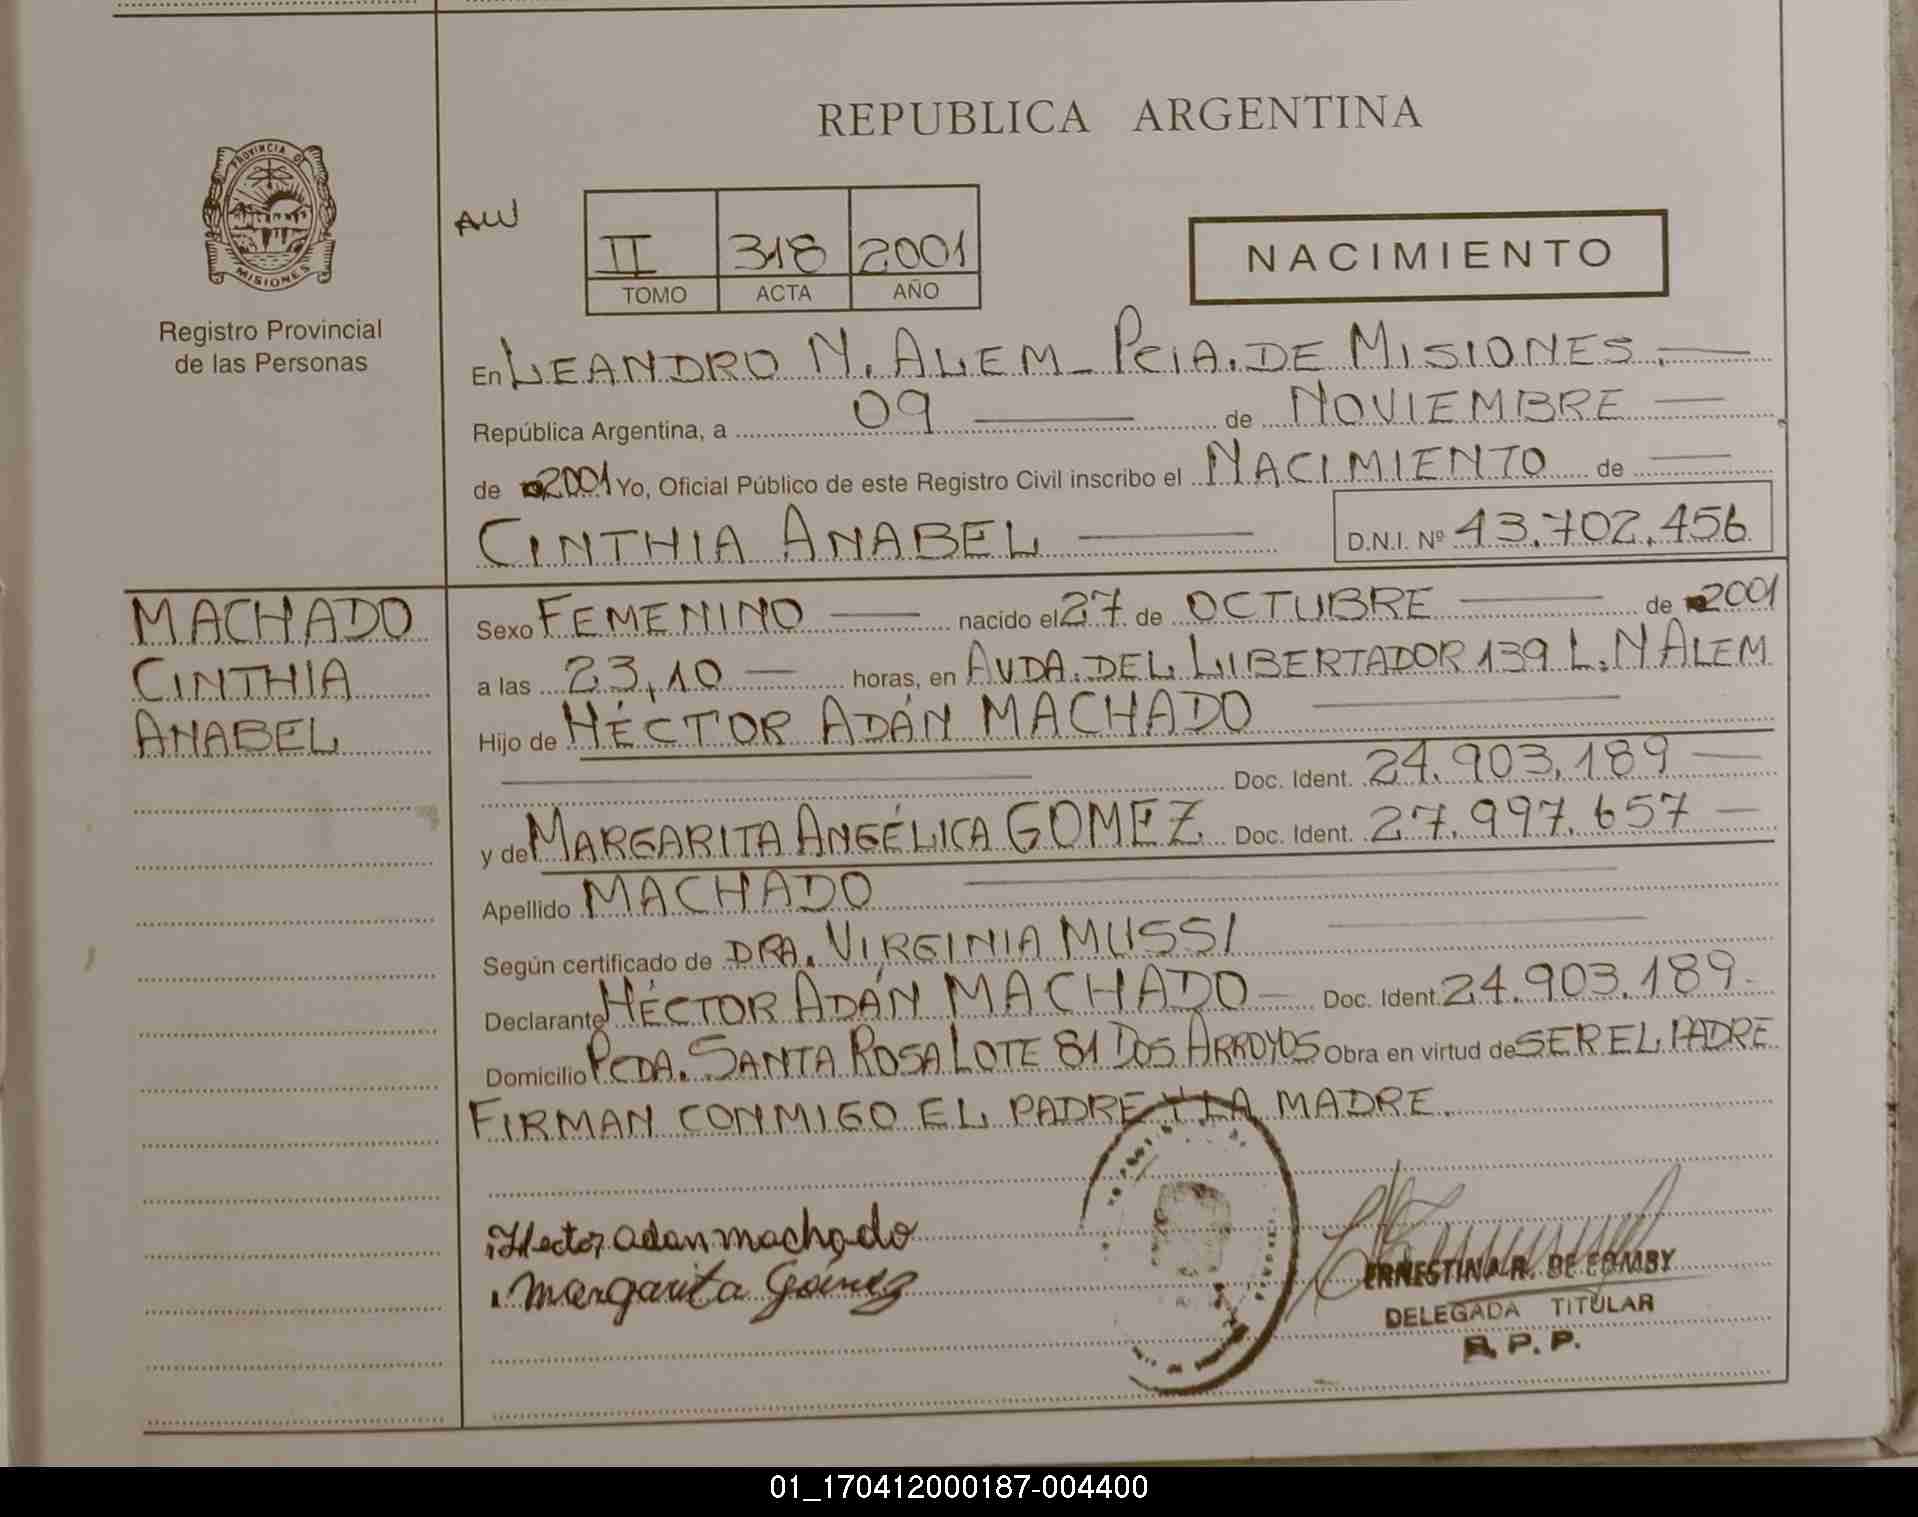 REPUBLICA ARGENTINA
PROVINCIA DE
MISIONES
Registro Provincial
de las Personas
AW
II 318 2001
TOMO ACTA AÑO
NACIMIENTO
En LEANDRO N. ALEM - PCIA. DE MISIONES.
República Argentina, a 09 de NOVIEMBRE
de 2001 Yo, Oficial Público de este Registro Civil inscribo el NACIMIENTO de
CINTHIA ANABEL D.N.I. Nº 43.702.456
MACHADO
CINTHIA
ANABEL
Sexo FEMENINO nacido el 27 de OCTUBRE de 2001
a las 23,10 horas, en AVDA. DEL LIBERTADOR 139 L. N ALEM
Hijo de HÉCTOR ADÁN MACHADO
Doc. Ident. 24.903.189
y de MARGARITA ANGÉLICA GOMEZ Doc. Ident. 27.997.657
Apellido MACHADO
Según certificado de DRA. VIRGINIA MUSSI
Declarante HÉCTOR ADÁN MACHADO Doc. Ident. 24.903.189.
Domicilio PCDA. SANTA ROSA LOTE 81 DOS ARROYOS Obra en virtud de SER EL PADRE
FIRMAN CONMIGO EL PADRE Y LA MADRE.
Hector adan machado
margarita Gómez
ERNESTINA R. DE
DELEGADA TITULAR
R. P. P.
01_170412000187-004400